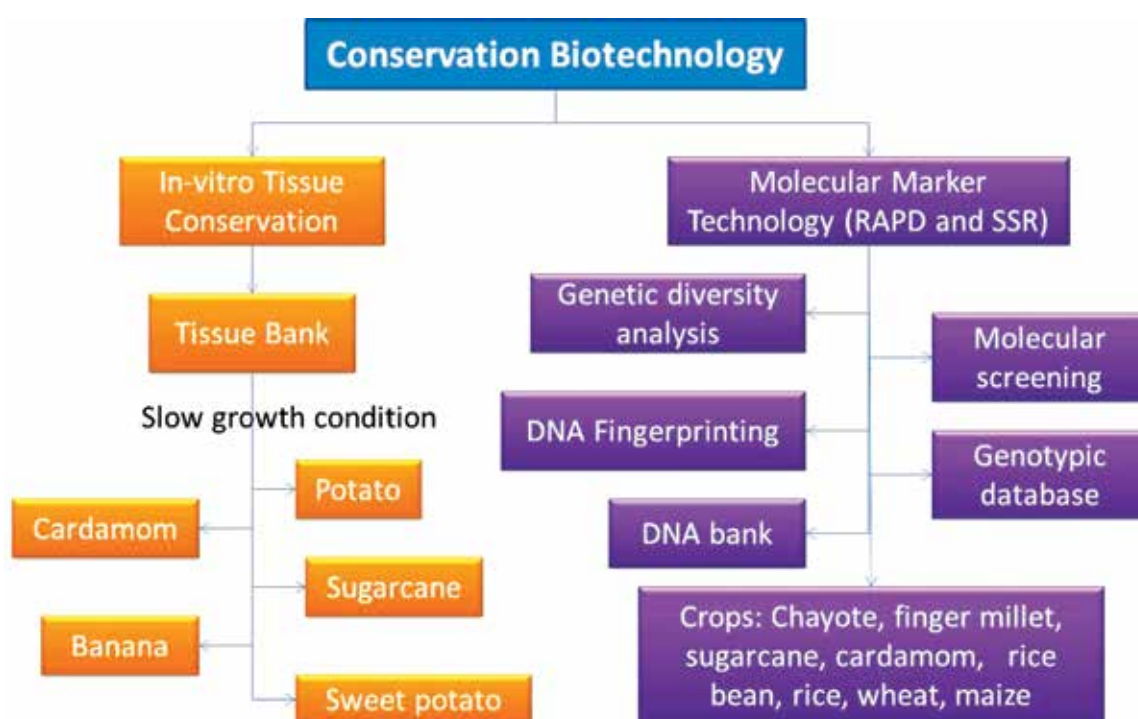 Conservation Biotechnology
In-vitro Tissue
Conservation
Tissue Bank
Slow growth condition
Potato
Cardamom
Sugarcane
Banana
Sweet potato
Molecular Marker
Technology (RAPD and SSR)
Genetic diversity
analysis
Molecular
screening
DNA Fingerprinting
Genotypic
database
DNA bank
Crops: Chayote, finger millet,
sugarcane, cardamom, rice
bean, rice, wheat, maize